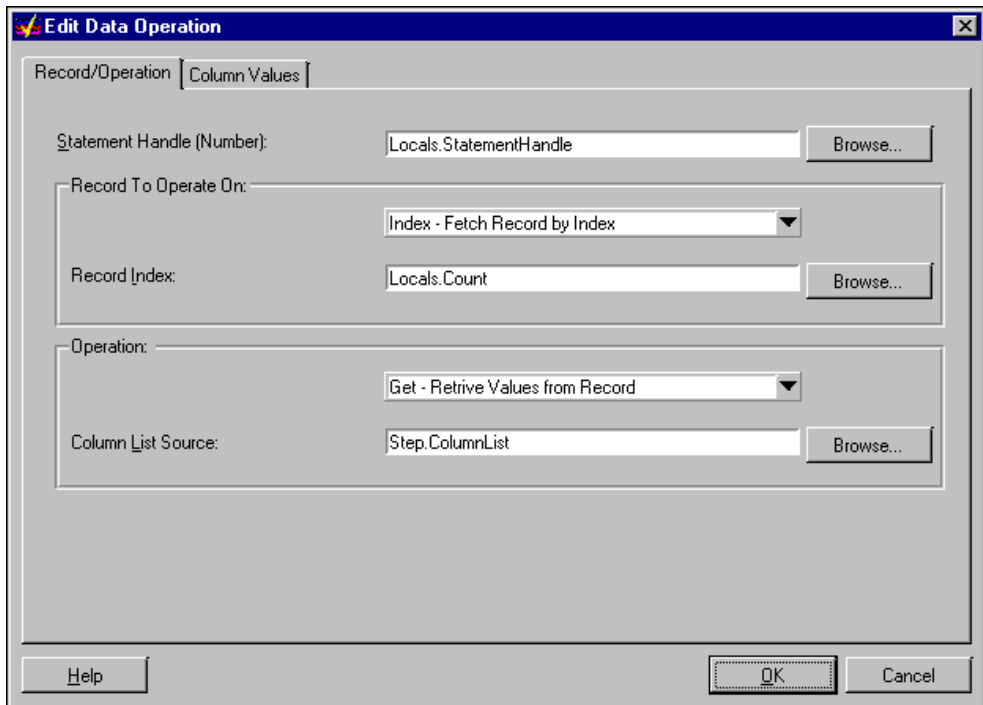 Edit Data Operation
Record/Operation Column Values
Statement Handle (Number): Locals.StatementHandle Browse...
Record To Operate On:
Index - Fetch Record by Index
Record Index: Locals.Count Browse...
Operation:
Get - Retrive Values from Record
Column List Source: Step.ColumnList Browse...
Help OK Cancel